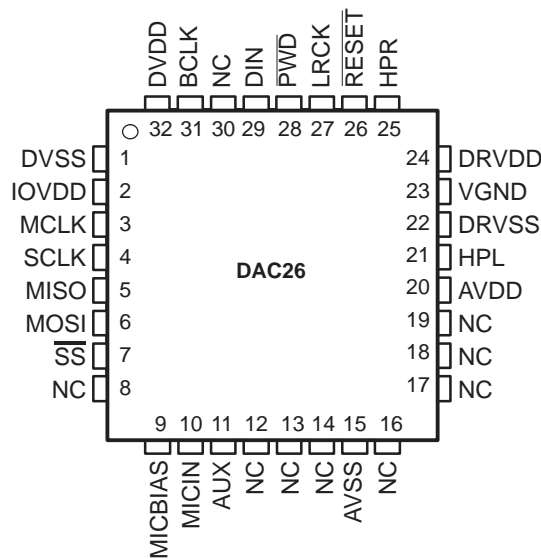 DVDD BCLK NC DIN P̅W̅D̅ LRCK R̅E̅S̅E̅T̅ HPR
32 31 30 29 28 27 26 25
DVSS 1 24 DRVDD
IOVDD 2 23 VGND
MCLK 3 22 DRVSS
SCLK 4 21 HPL
DAC26
MISO 5 20 AVDD
MOSI 6 19 NC
S̅S̅ 7 18 NC
NC 8 17 NC
9 10 11 12 13 14 15 16
MICBIAS MICIN AUX NC NC NC AVSS NC